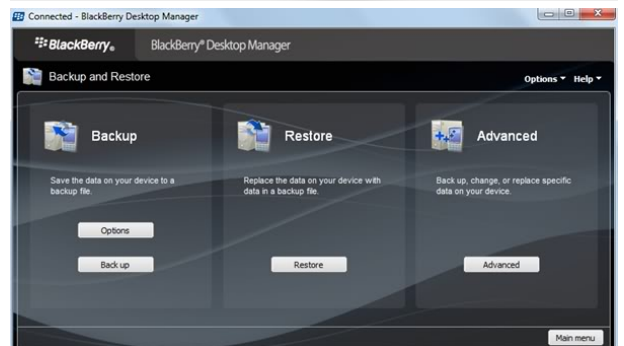 Connected - BlackBerry Desktop Manager
BlackBerry® BlackBerry® Desktop Manager
Backup and Restore Options Help
Backup
Save the data on your device to a
backup file.
Options
Back up
Restore
Replace the data on your device with
data in a backup file.
Restore
Advanced
Back up, change, or replace specific
data on your device.
Advanced
Main menu